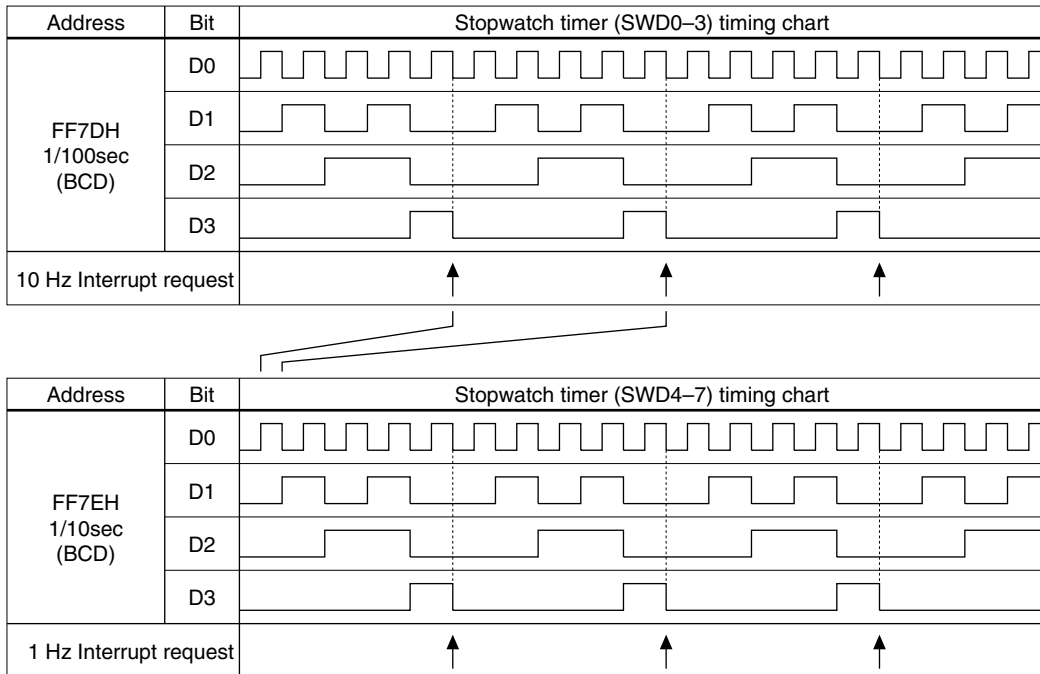 Address Bit Stopwatch timer (SWD0–3) timing chart
D0
D1
FF7DH
1/100sec
(BCD)
D2
D3
10 Hz Interrupt request
Address Bit Stopwatch timer (SWD4–7) timing chart
D0
D1
FF7EH
1/10sec
(BCD)
D2
D3
1 Hz Interrupt request